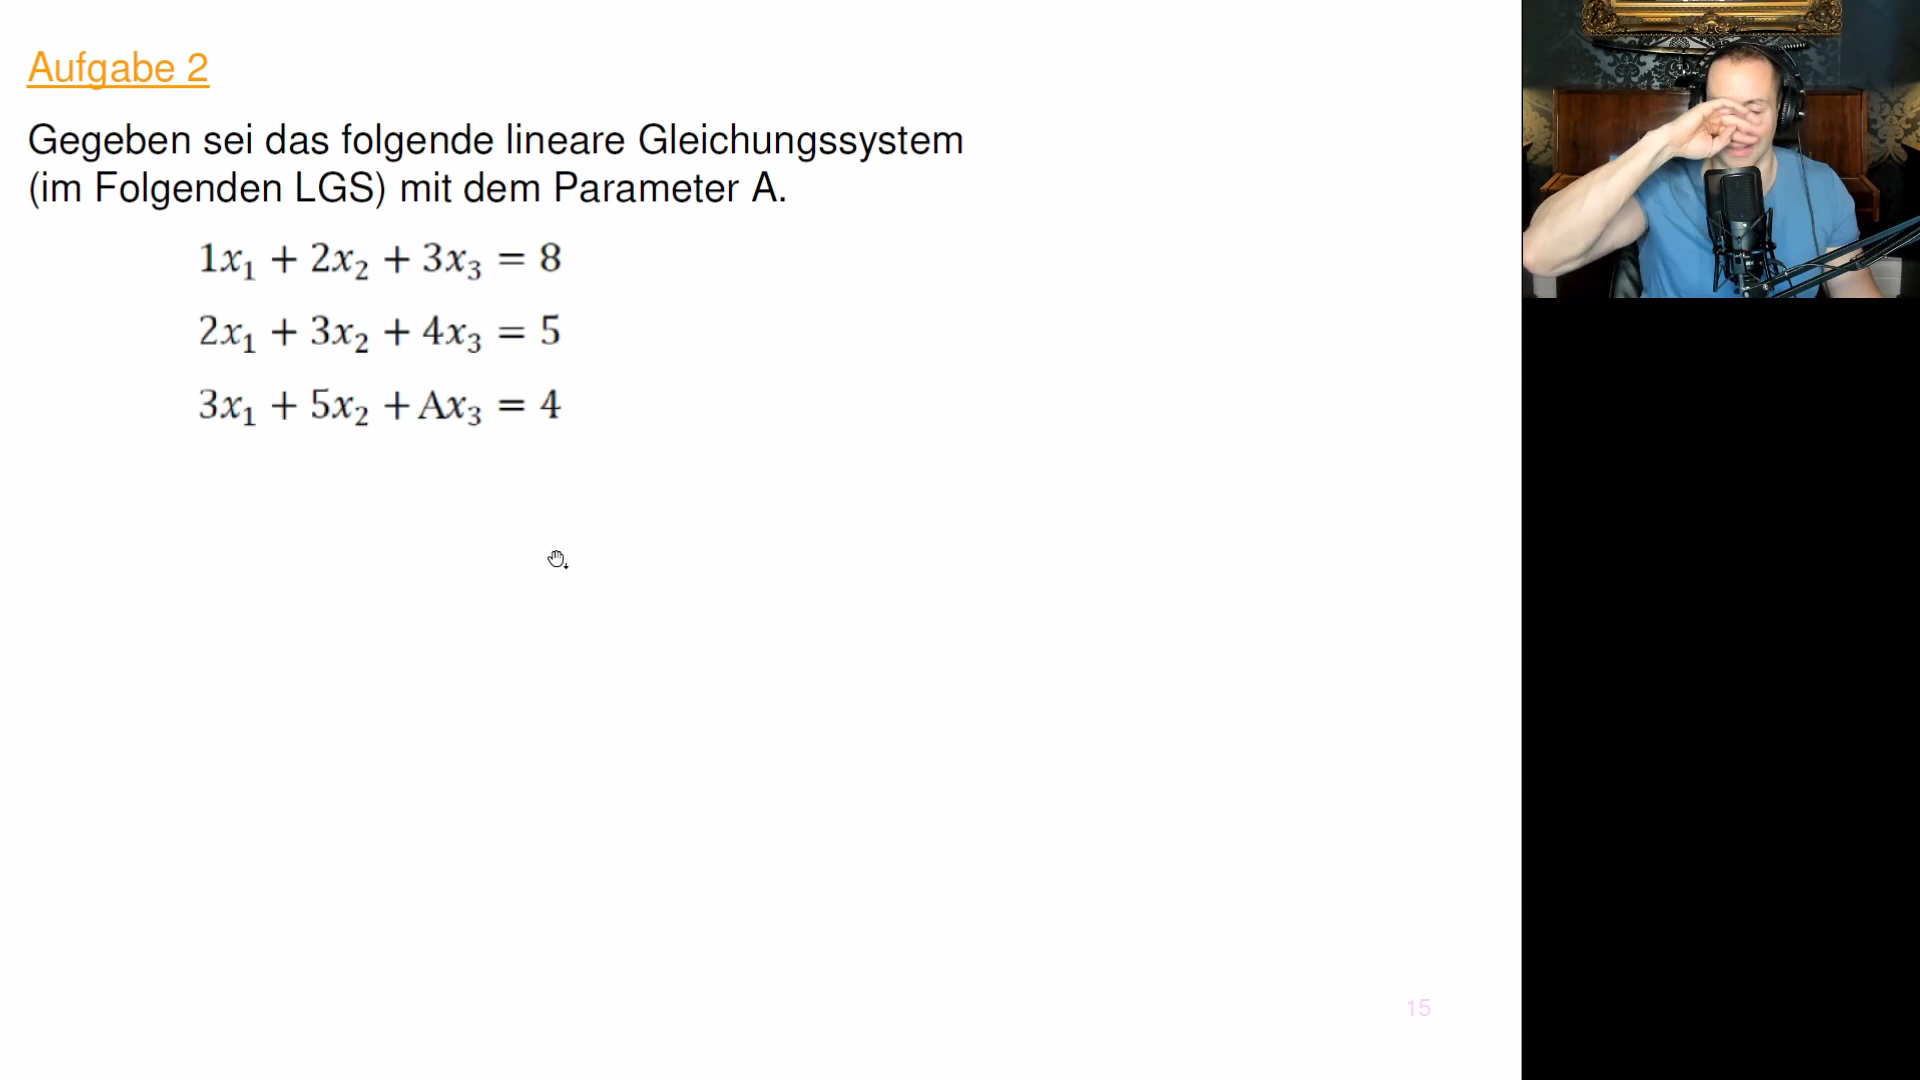 Aufgabe 2
Gegeben sei das folgende lineare Gleichungssystem
(im Folgenden LGS) mit dem Parameter A.
1x₁ + 2x₂ + 3x₃ = 8
2x₁ + 3x₂ + 4x₃ = 5
3x₁ + 5x₂ + Ax₃ = 4
15